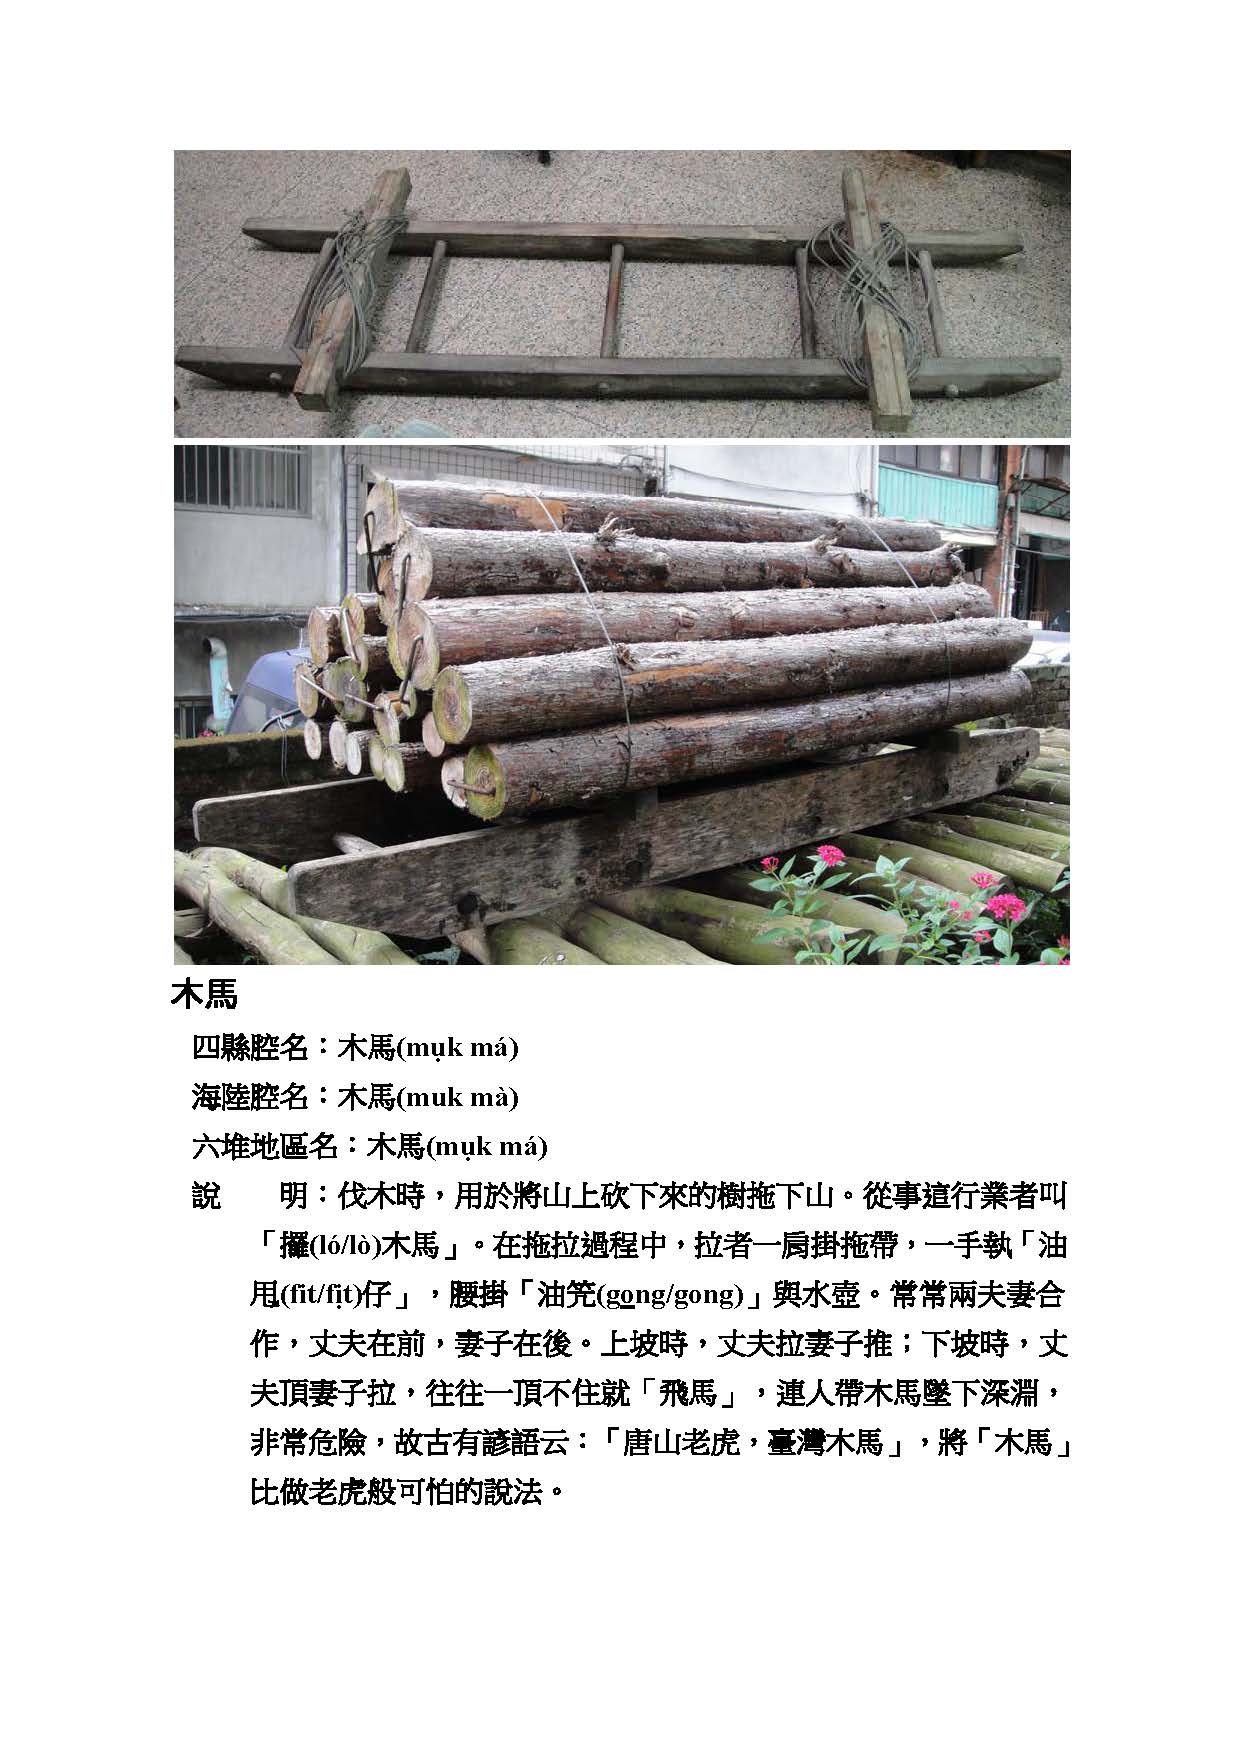 木馬
四縣腔名：木馬(mṳk má)
海陸腔名：木馬(muk mà)
六堆地區名：木馬(mṳk má)
說　　明：伐木時，用於將山上砍下來的樹拖下山。從事這行業者叫
「攞(ló/lò)木馬」。在拖拉過程中，拉者一肩掛拖帶，一手執「油
甩(fit/fịt)仔」，腰掛「油筦(gong/gong)」與水壺。常常兩夫妻合
作，丈夫在前，妻子在後。上坡時，丈夫拉妻子推；下坡時，丈
夫頂妻子拉，往往一頂不住就「飛馬」，連人帶木馬墜下深淵，
非常危險，故古有諺語云：「唐山老虎，臺灣木馬」，將「木馬」
比做老虎般可怕的說法。